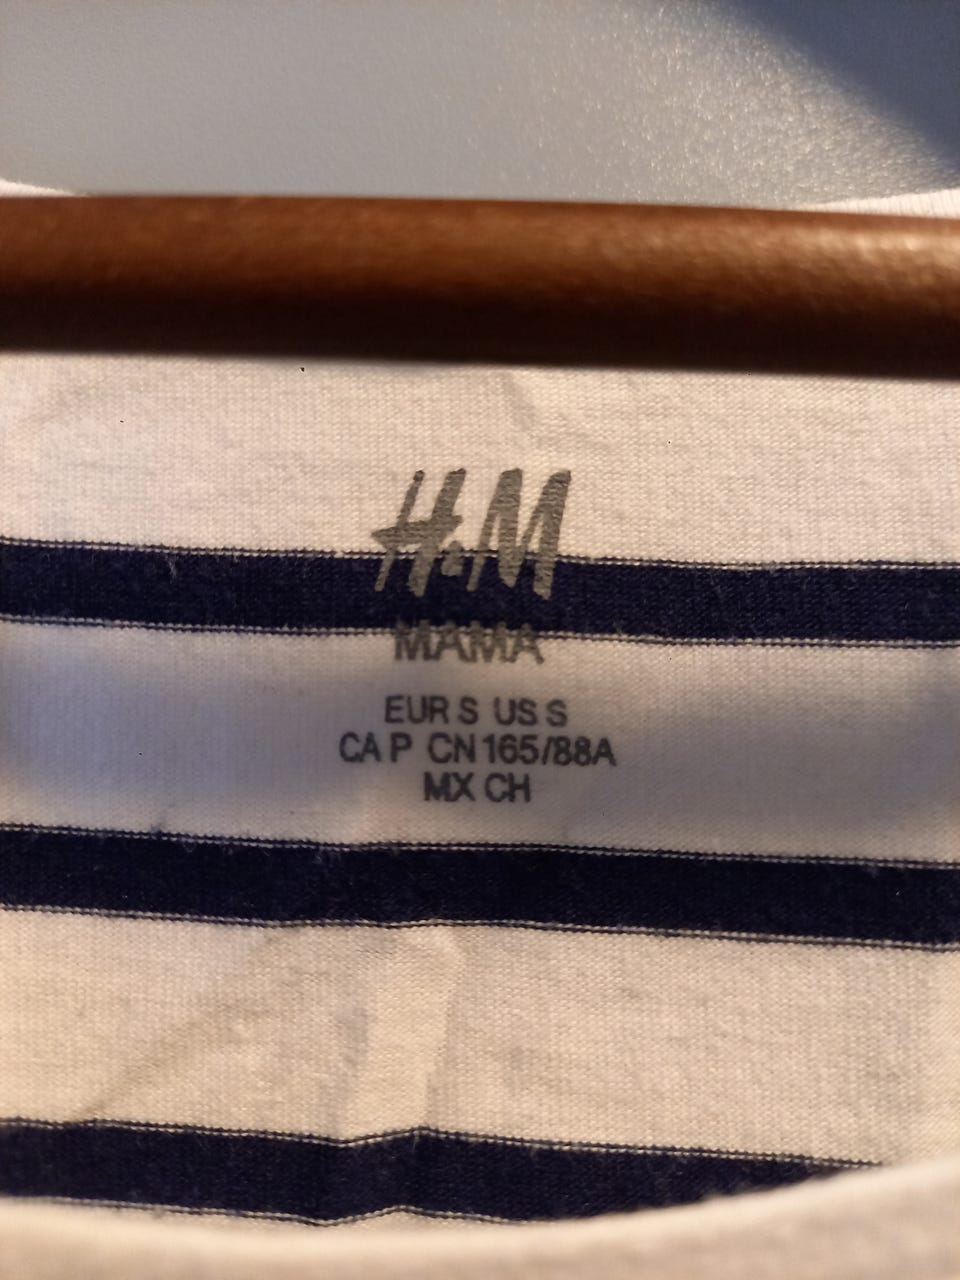 H&M
MAMA
EUR S US S
CA P CN 165/88A
MX CH